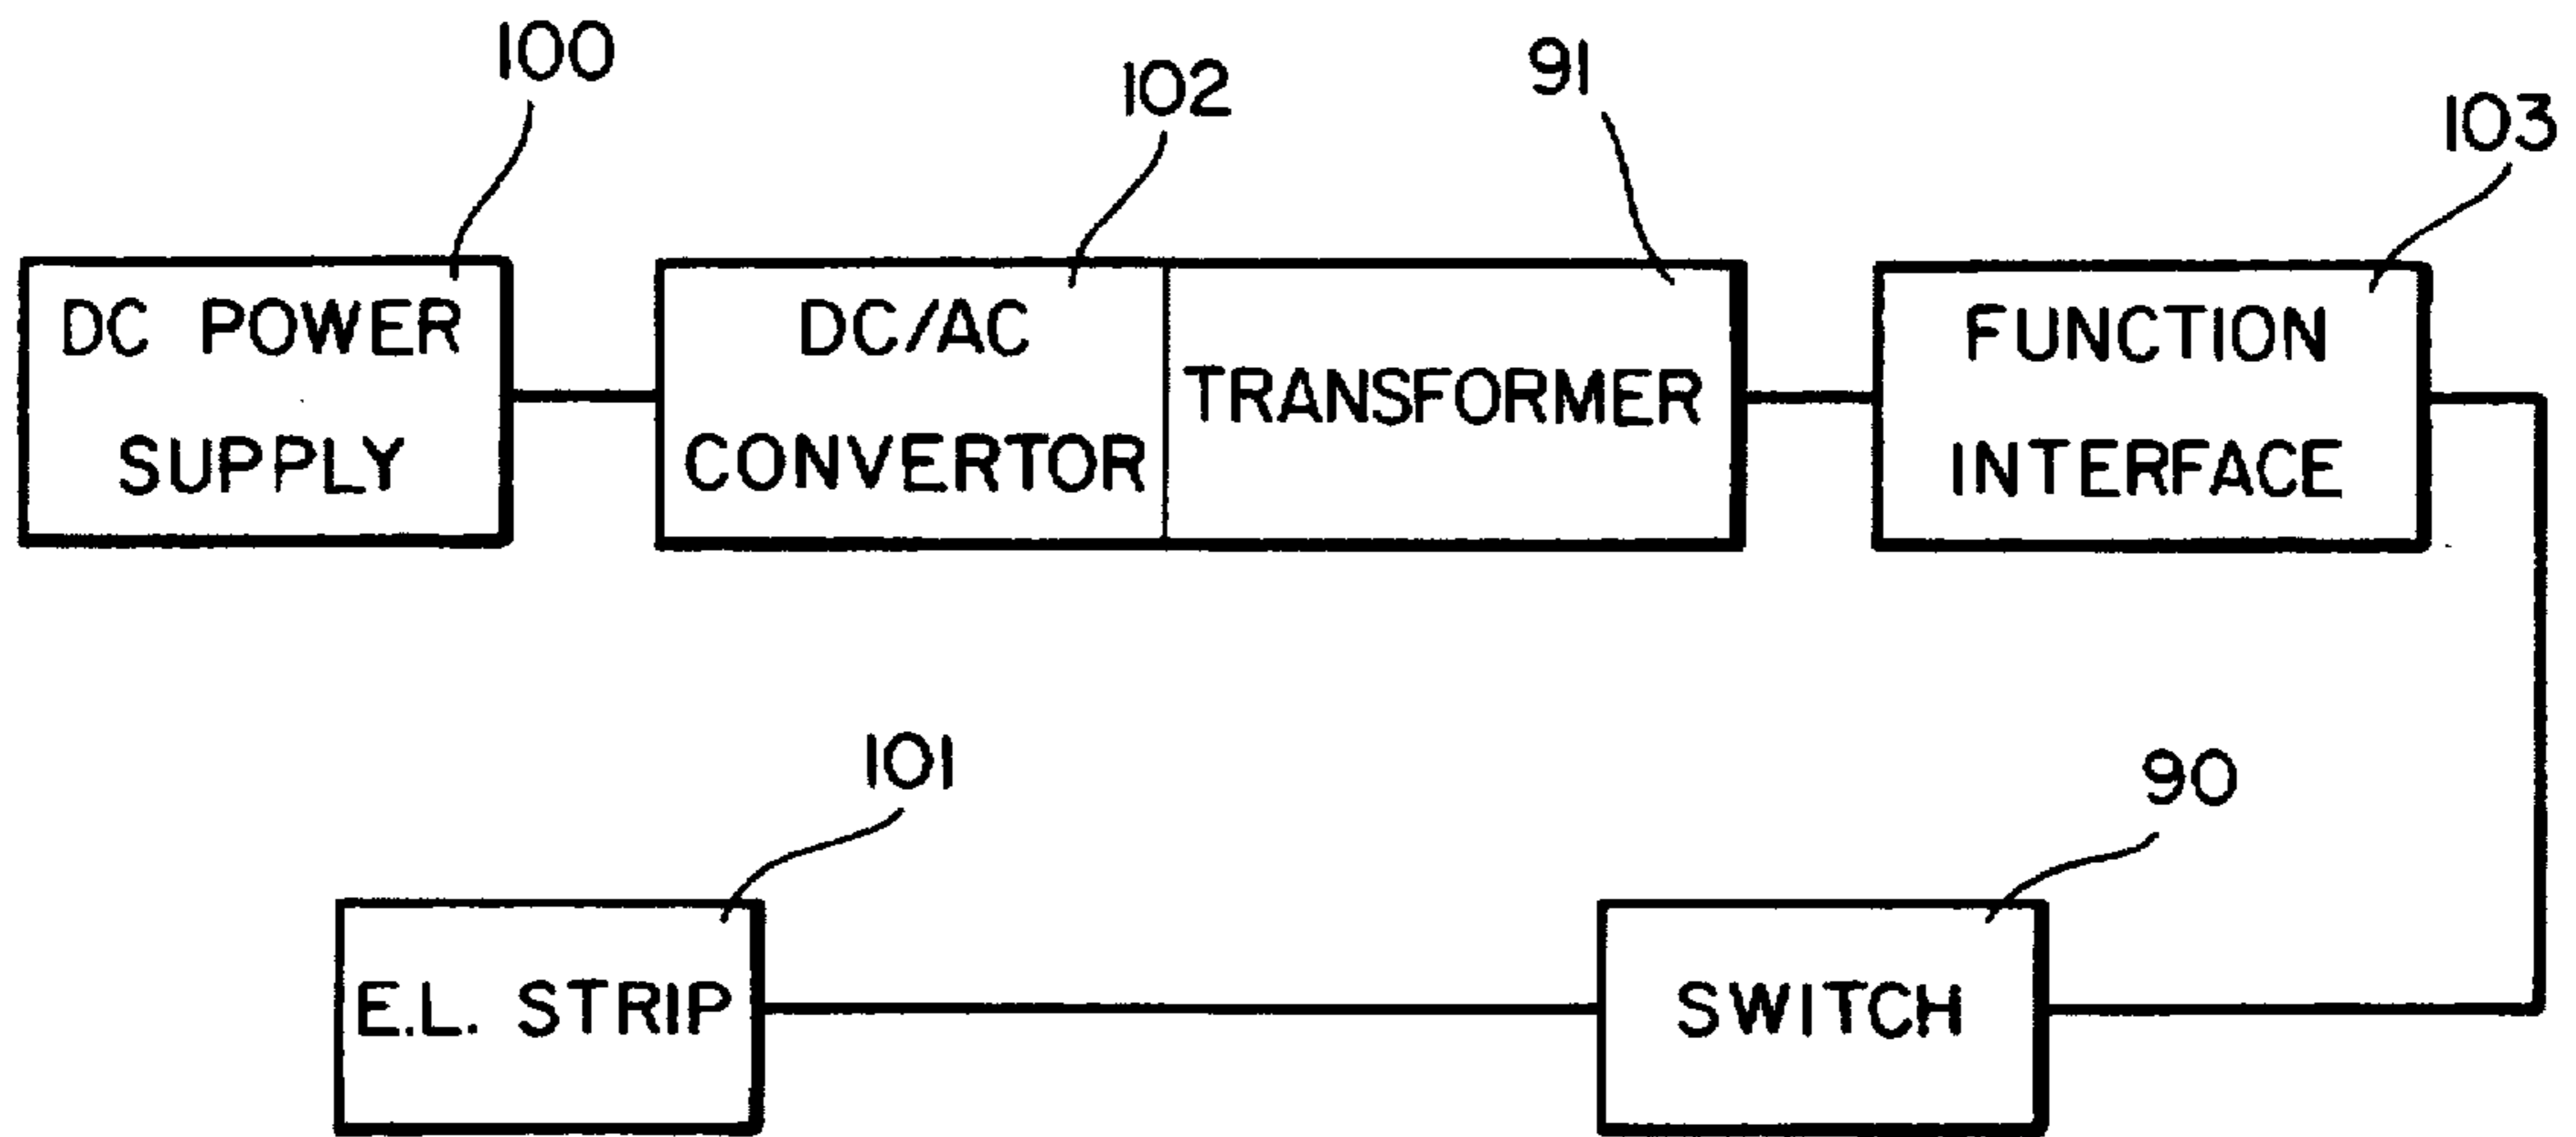 100
102
91
103
DC POWER
SUPPLY
DC/AC
CONVERTOR
TRANSFORMER
FUNCTION
INTERFACE
101
90
E.L. STRIP
SWITCH